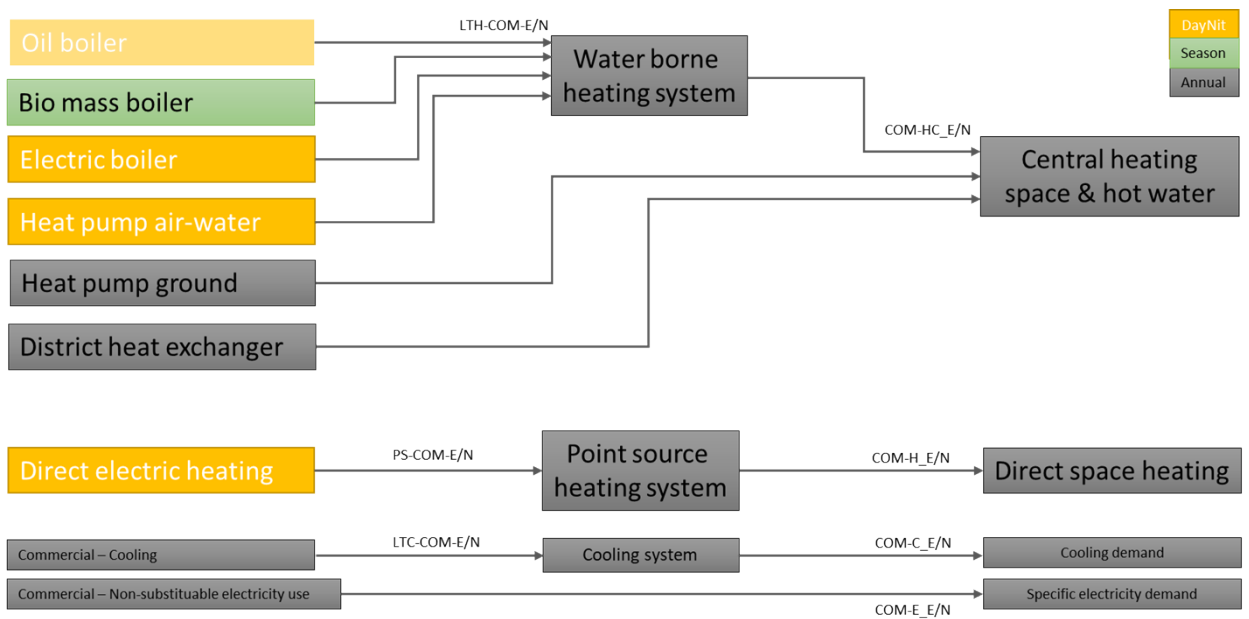 Oil boiler
LTH-COM-E/N
DayNit
Season
Annual
Water borne
heating system
Bio mass boiler
COM-HC_E/N
Electric boiler
Central heating
space & hot water
Heat pump air-water
Heat pump ground
District heat exchanger
Direct electric heating
PS-COM-E/N
Point source
heating system
COM-H_E/N
Direct space heating
Commercial – Cooling
LTC-COM-E/N
Cooling system
COM-C_E/N
Cooling demand
Commercial – Non-substituable electricity use
COM-E_E/N
Specific electricity demand